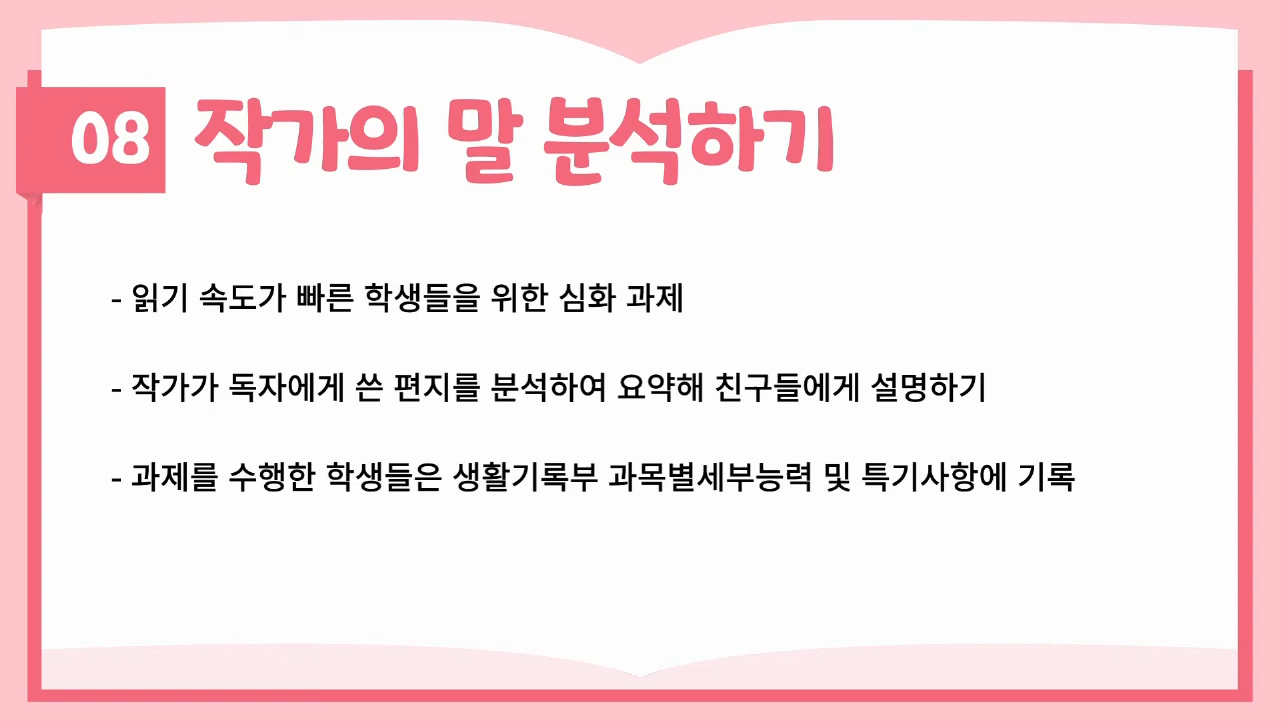 08 작가의 말 분석하기
- 읽기 속도가 빠른 학생들을 위한 심화 과제
- 작가가 독자에게 쓴 편지를 분석하여 요약해 친구들에게 설명하기
- 과제를 수행한 학생들은 생활기록부 과목별세부능력 및 특기사항에 기록